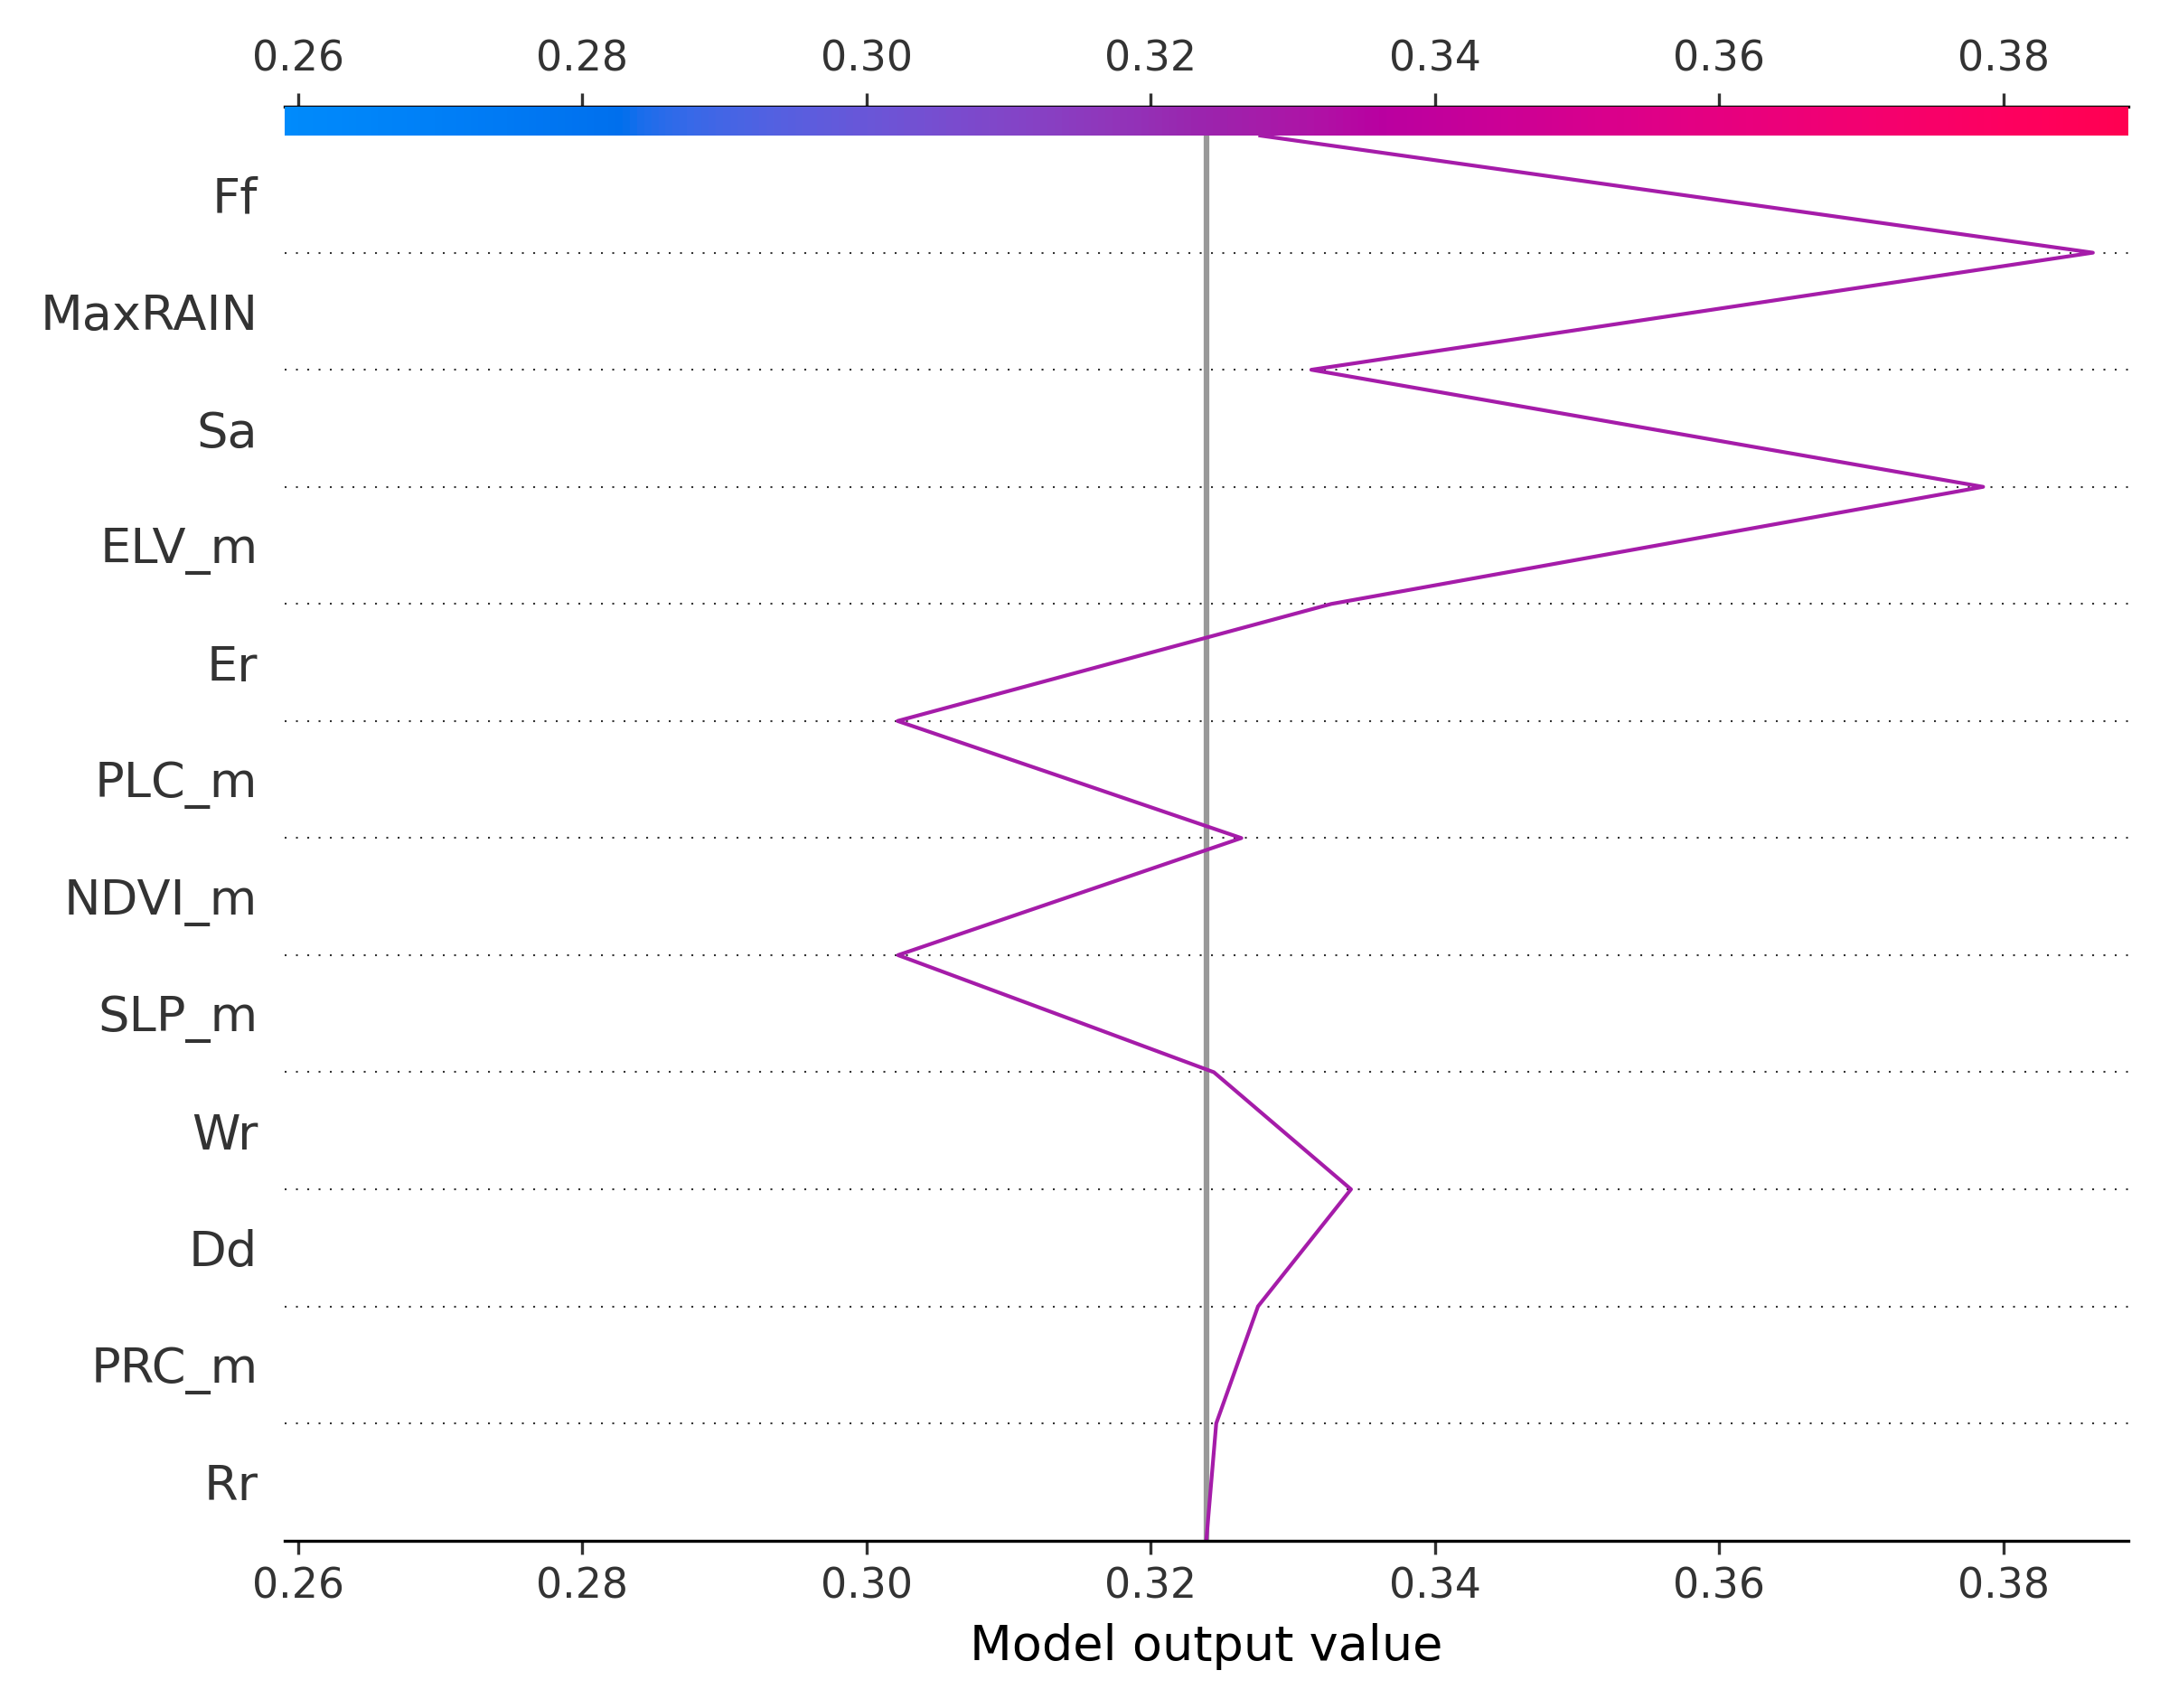 0.26 0.28 0.30 0.32 0.34 0.36 0.38
Ff
MaxRAIN
Sa
ELV_m
Er
PLC_m
NDVI_m
SLP_m
Wr
Dd
PRC_m
Rr
0.26 0.28 0.30 0.32 0.34 0.36 0.38
Model output value